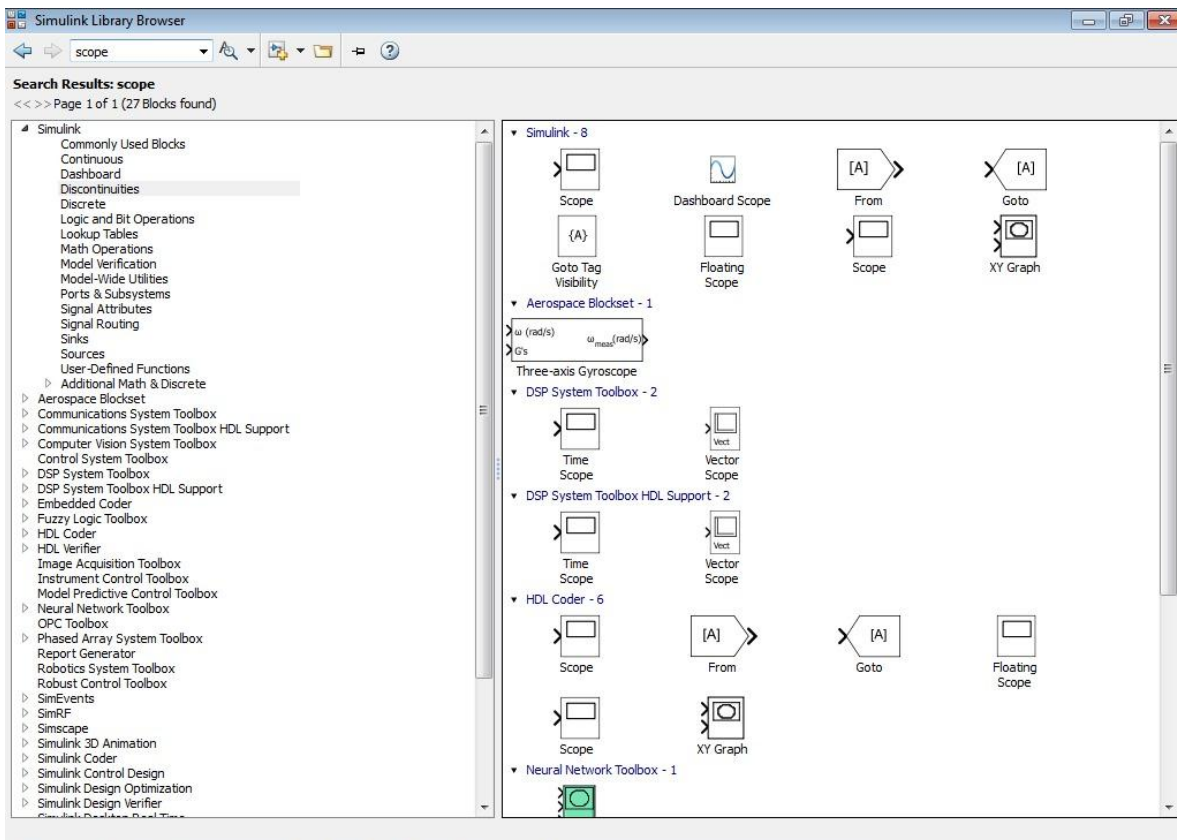 Simulink Library Browser
scope
Search Results: scope
<< >> Page 1 of 1 (27 Blocks found)
Simulink
Commonly Used Blocks
Continuous
Dashboard
Discontinuities
Discrete
Logic and Bit Operations
Lookup Tables
Math Operations
Model Verification
Model-Wide Utilities
Ports & Subsystems
Signal Attributes
Signal Routing
Sinks
Sources
User-Defined Functions
Additional Math & Discrete
Aerospace Blockset
Communications System Toolbox
Communications System Toolbox HDL Support
Computer Vision System Toolbox
Control System Toolbox
DSP System Toolbox
DSP System Toolbox HDL Support
Embedded Coder
Fuzzy Logic Toolbox
HDL Coder
HDL Verifier
Image Acquisition Toolbox
Instrument Control Toolbox
Model Predictive Control Toolbox
Neural Network Toolbox
OPC Toolbox
Phased Array System Toolbox
Report Generator
Robotics System Toolbox
Robust Control Toolbox
SimEvents
SimRF
Simscape
Simulink 3D Animation
Simulink Coder
Simulink Control Design
Simulink Design Optimization
Simulink Design Verifier
Simulink Desktop Real-Time
Simulink - 8
[A] [A]
Scope Dashboard Scope From Goto
{A}
Goto Tag Visibility Floating Scope Scope XY Graph
Aerospace Blockset - 1
ω (rad/s) ω meas (rad/s)
G's
Three-axis Gyroscope
DSP System Toolbox - 2
Vect
Time Scope Vector Scope
DSP System Toolbox HDL Support - 2
Vect
Time Scope Vector Scope
HDL Coder - 6
[A] [A]
Scope From Goto Floating Scope
Scope XY Graph
Neural Network Toolbox - 1